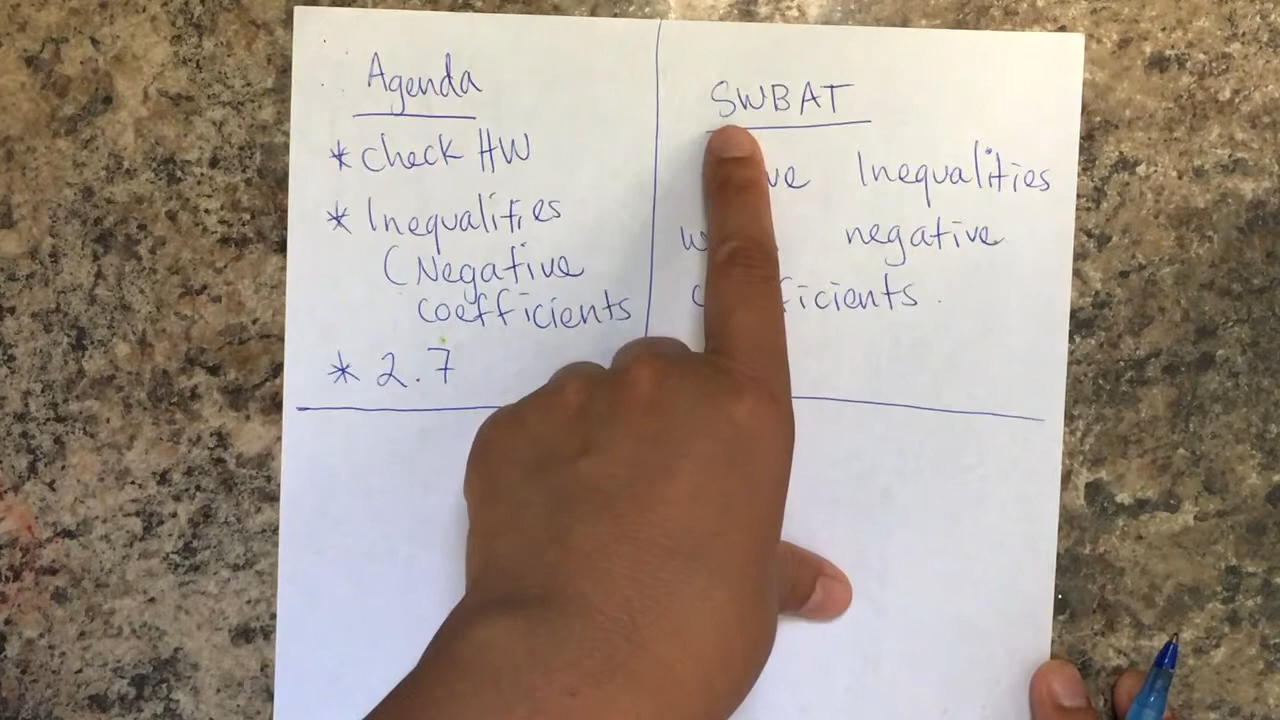 Agenda
* check HW
* Inequalities
(Negative
coefficients
* 2.7
SWBAT
Inequalities
negative